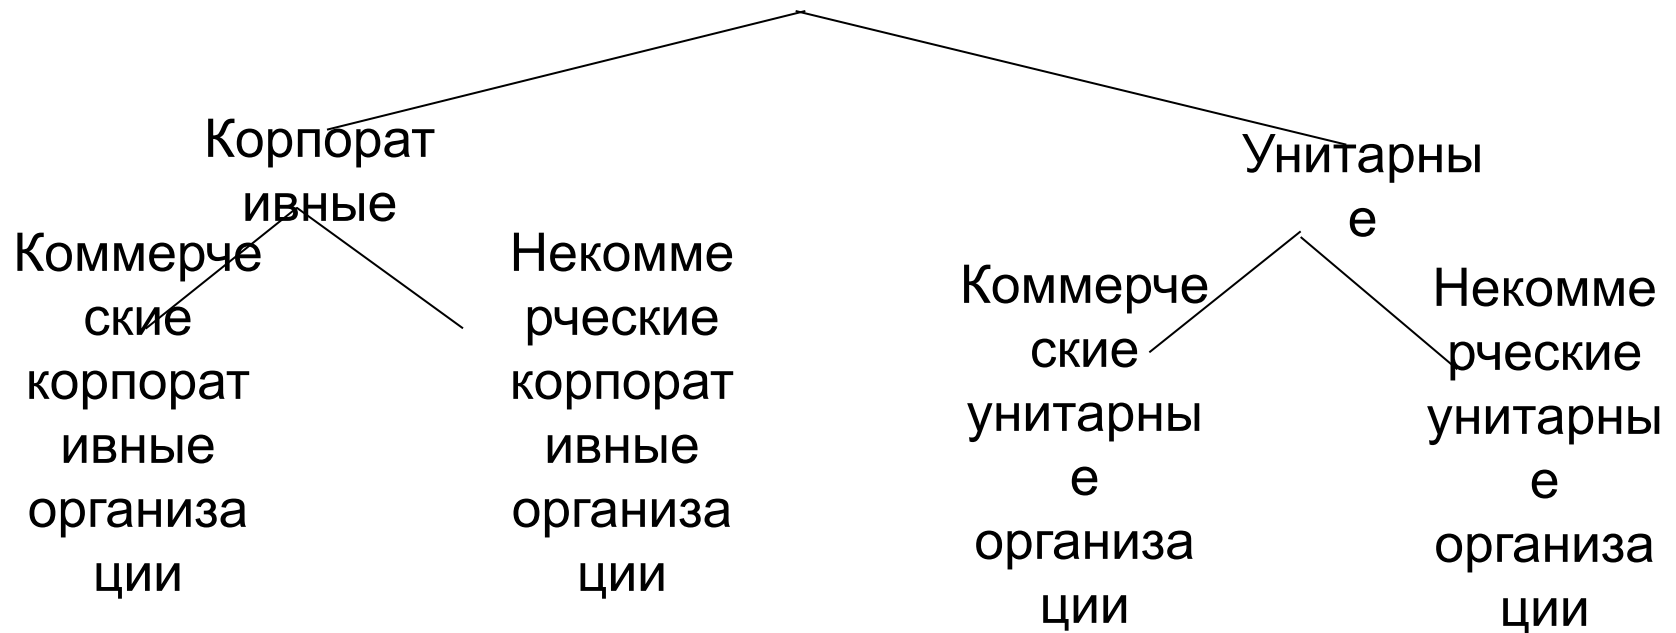 Корпорат
ивные
Унитарны
е
Коммерче
ские
корпорат
ивные
организа
ции
Некомме
рческие
корпорат
ивные
организа
ции
Коммерче
ские
унитарны
е
организа
ции
Некомме
рческие
унитарны
е
организа
ции